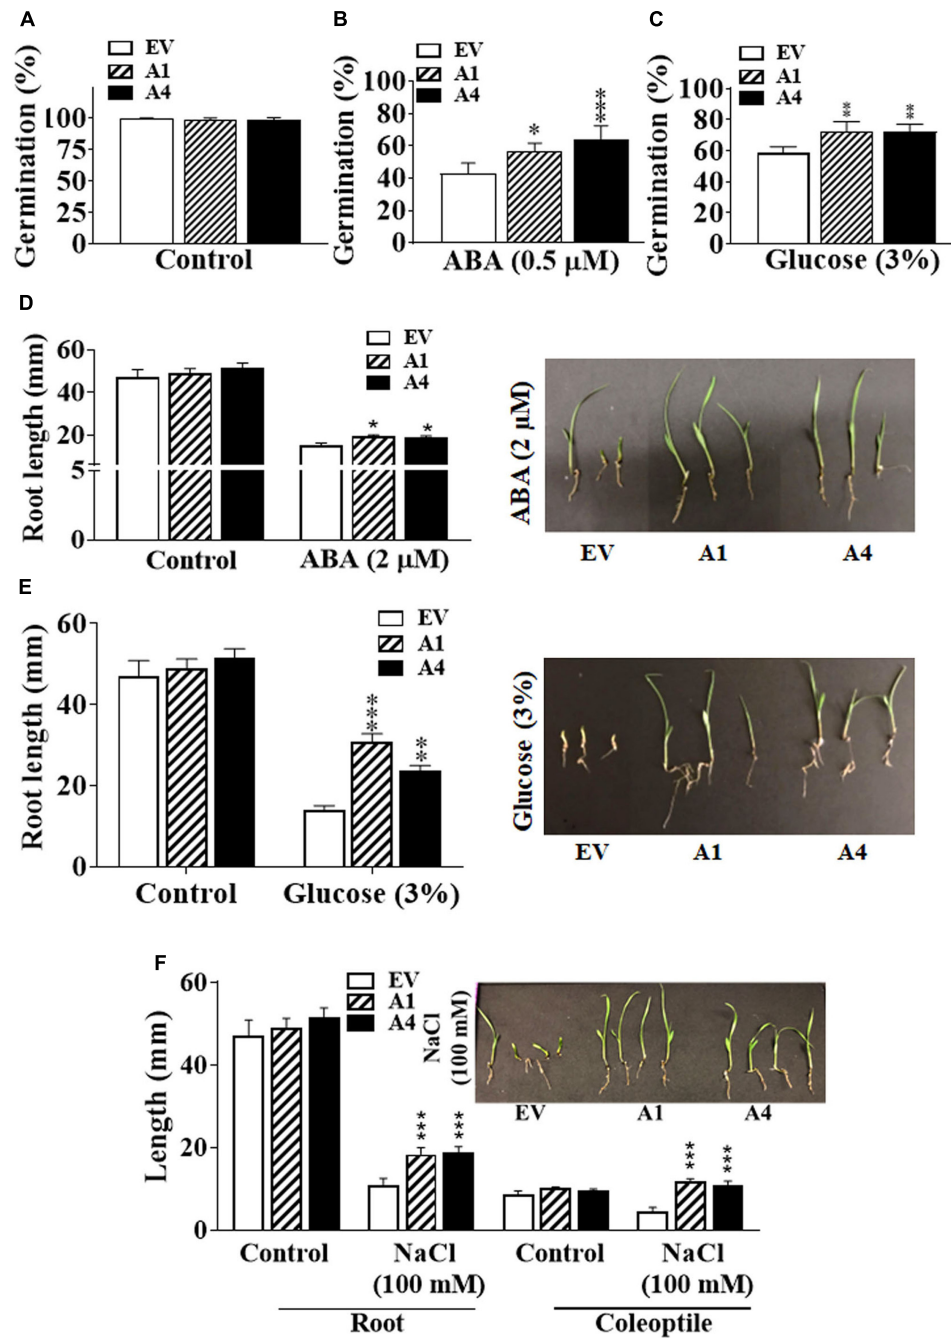 A
Germination (%)
EV
A1
A4
100
75
50
25
0
Control
B
Germination (%)
EV
A1
A4
100
80
60
40
20
0
*
***
ABA (0.5 µM)
C
Germination (%)
EV
A1
A4
100
80
60
40
20
0
**
**
Glucose (3%)
D
Root length (mm)
EV
A1
A4
60
40
20
5
0
*
*
Control
ABA (2 µM)
ABA (2 µM)
EV
A1
A4
E
Root length (mm)
EV
A1
A4
60
40
20
0
***
**
Control
Glucose (3%)
Glucose (3%)
EV
A1
A4
F
Length (mm)
EV
A1
A4
60
40
20
0
NaCl
(100 mM)
EV
A1
A4
***
***
***
***
Control
NaCl
(100 mM)
Control
NaCl
(100 mM)
Root
Coleoptile